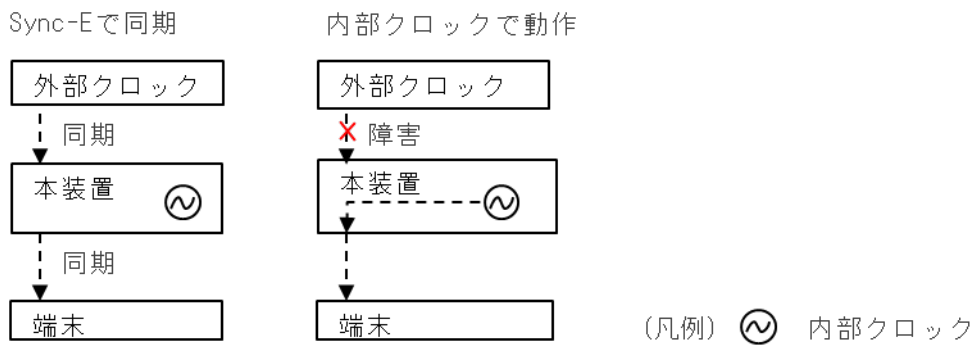 Sync-Eで同期
外部クロック
同期
本装置
同期
端末
内部クロックで動作
外部クロック
障害
本装置
端末
(凡例) 内部クロック